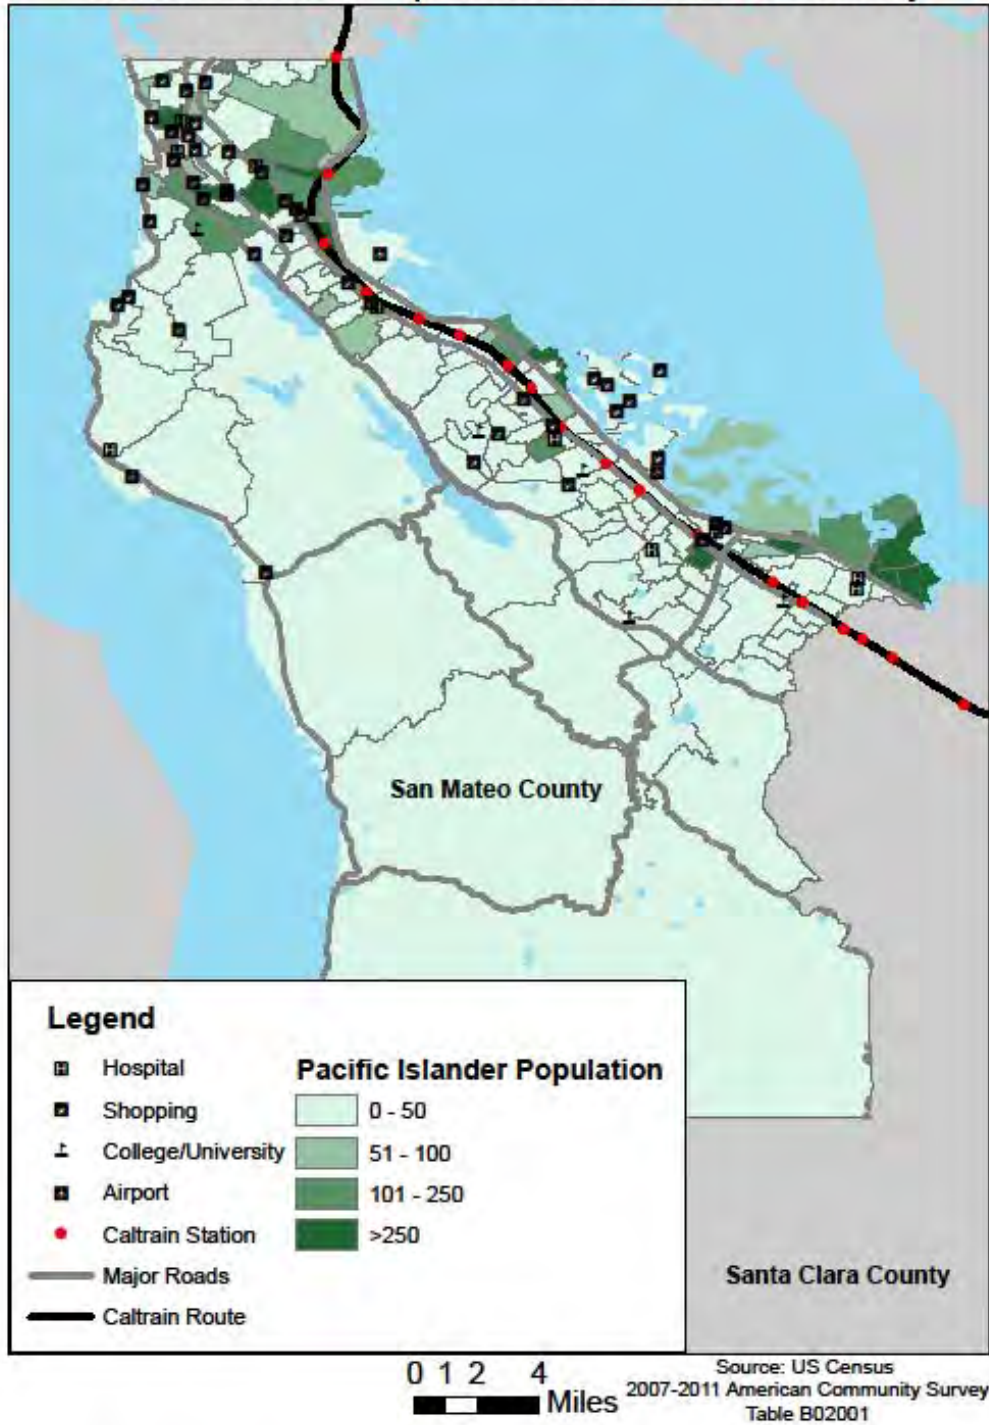 San Mateo County
Legend
Hospital
Shopping
College/University
Airport
Caltrain Station
Major Roads
Caltrain Route
Pacific Islander Population
0 - 50
51 - 100
101 - 250
>250
Santa Clara County
0 1 2 4
Miles
Source: US Census
2007-2011 American Community Survey
Table B02001